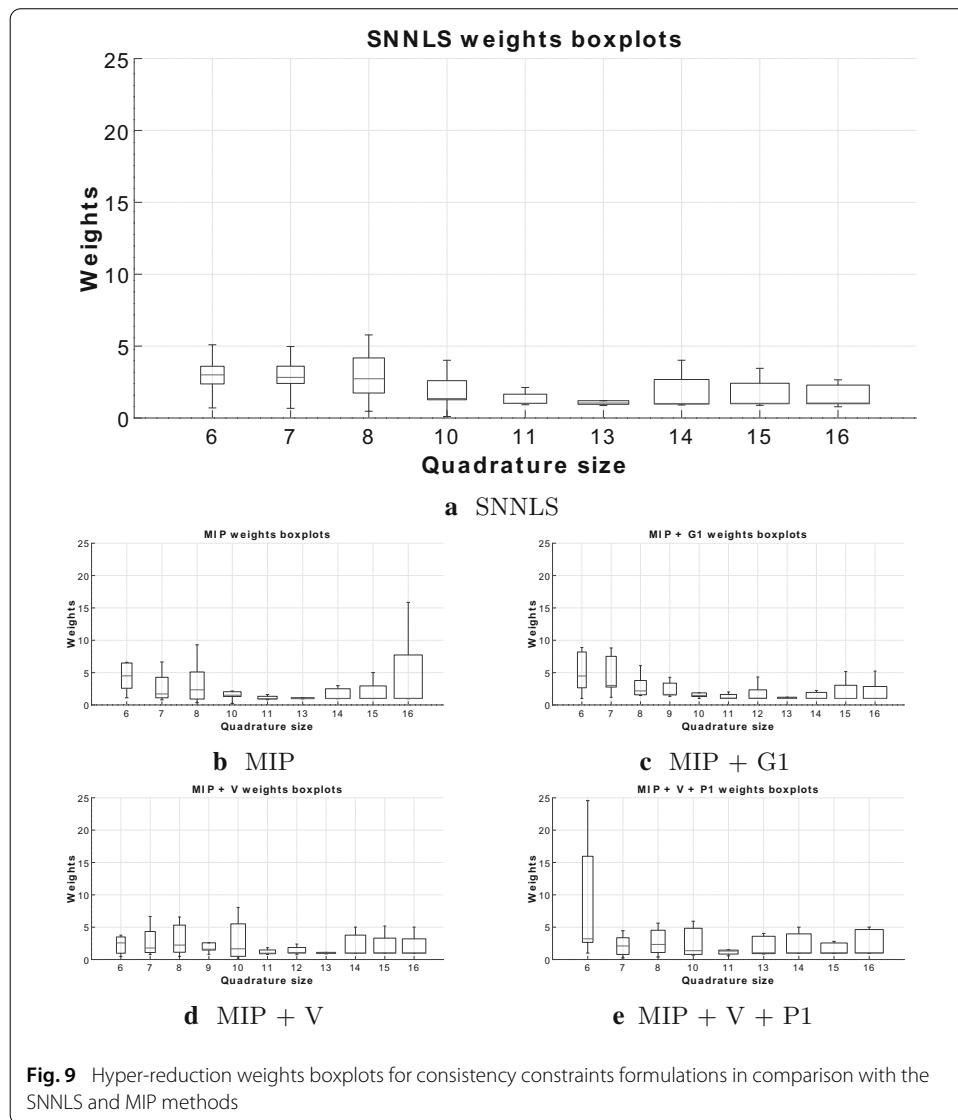 SNNLS weights boxplots
25
20
15
10
5
0
Weights
6 7 8 10 11 13 14 15 16
Quadrature size
a SNNLS
MIP weights boxplots
25
20
15
10
5
0
Weights
6 7 8 10 11 13 14 15 16
Quadrature size
b MIP
MIP + G1 weights boxplots
25
20
15
10
5
0
Weights
6 7 8 9 10 11 12 13 14 15 16
Quadrature size
c MIP + G1
MIP + V weights boxplots
25
20
15
10
5
0
Weights
6 7 8 9 10 11 12 13 14 15 16
Quadrature size
d MIP + V
MIP + V + P1 weights boxplots
25
20
15
10
5
0
Weights
6 7 8 10 11 13 14 15 16
Quadrature size
e MIP + V + P1
Fig. 9 Hyper-reduction weights boxplots for consistency constraints formulations in comparison with the
SNNLS and MIP methods